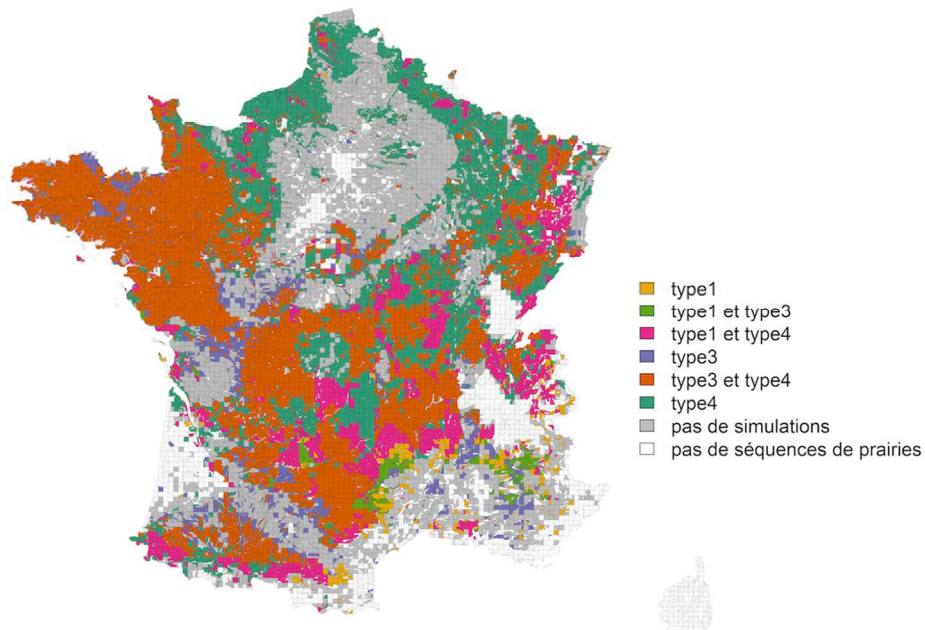 type1
type1 et type3
type1 et type4
type3
type3 et type4
type4
pas de simulations
pas de séquences de prairies